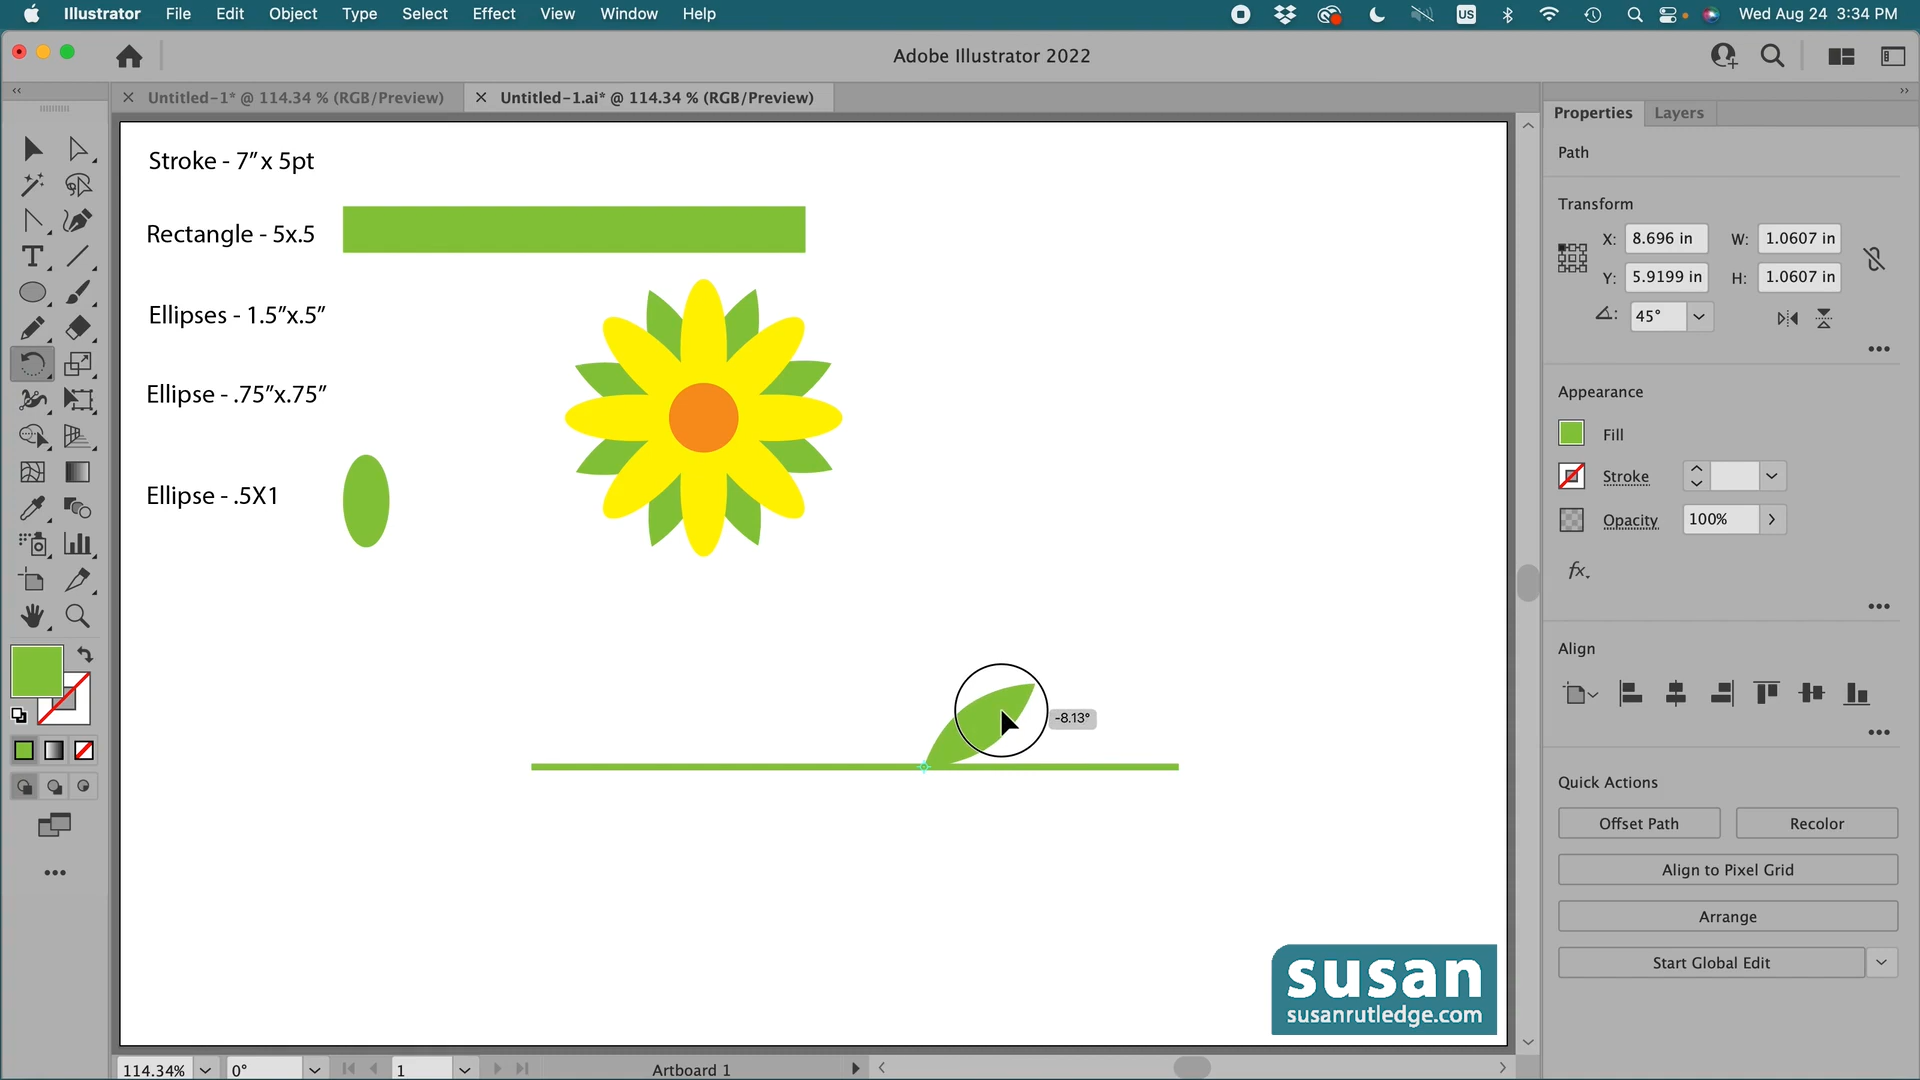 Illustrator File Edit Object Type Select Effect View Window Help US Wed Aug 24 3:34 PM
Adobe Illustrator 2022
Untitled-1* @ 114.34 % (RGB/Preview) Untitled-1.ai* @ 114.34 % (RGB/Preview)
Properties Layers
Path
Transform
X: 8.696 in W: 1.0607 in
Y: 5.9199 in H: 1.0607 in
45°
Appearance
Fill
Stroke
Opacity 100%
fx
Align
Quick Actions
Offset Path Recolor
Align to Pixel Grid
Arrange
Start Global Edit
Stroke - 7”x 5pt
Rectangle - 5x.5
Ellipses - 1.5”x.5”
Ellipse - .75”x.75”
Ellipse - .5X1
-8.13°
susan
susanrutledge.com
114.34% 0° 1 Artboard 1